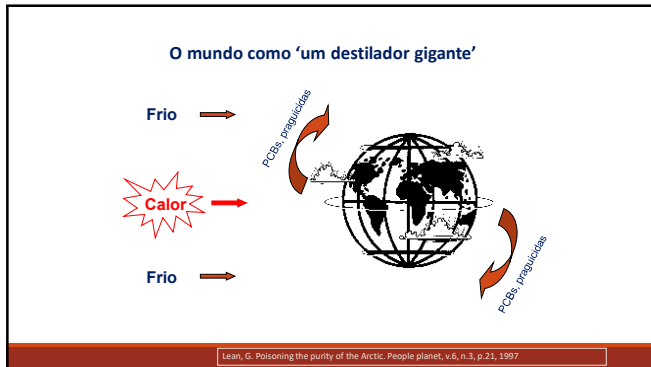 O mundo como ‘um destilador gigante’
Frio
PCBs, praguicidas
Calor
Frio
PCBs, praguicidas
Lean, G. Poisoning the purity of the Arctic. People planet, v.6, n.3, p.21, 1997